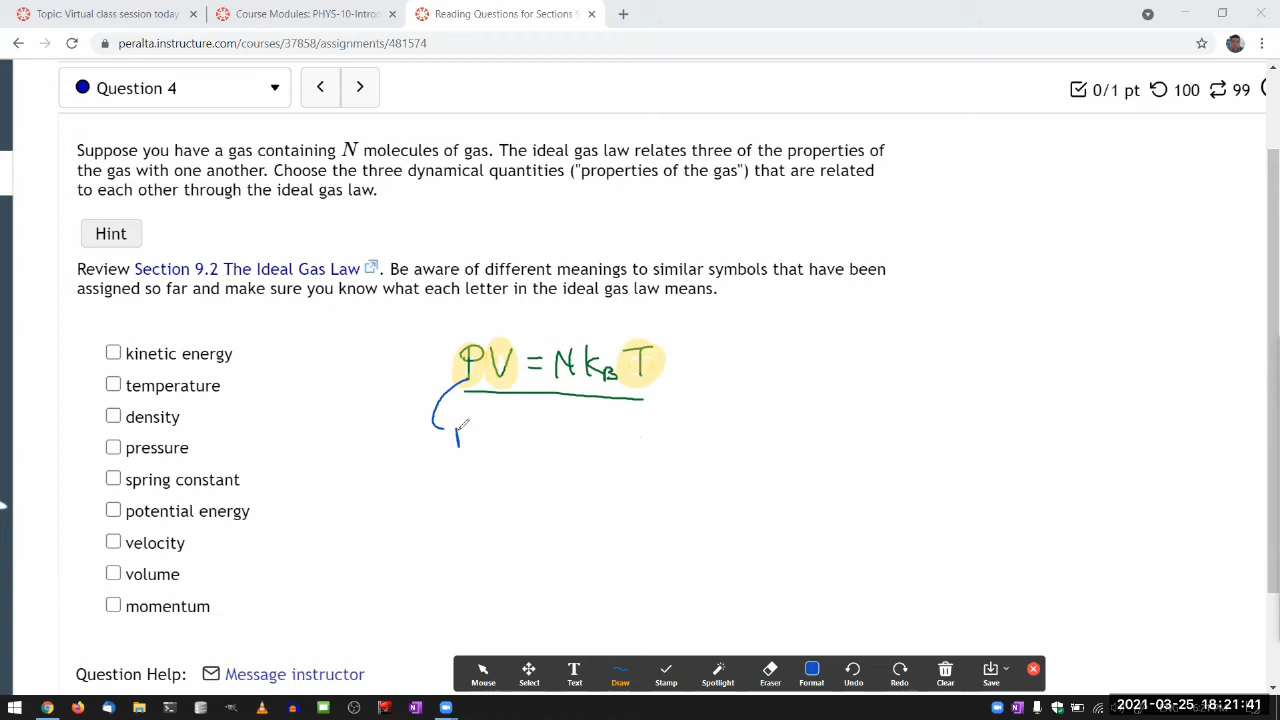 Topic: Virtual class session today
Course Modules: PHYS-10-Intro
Reading Questions for Sections S
peralta.instructure.com/courses/37858/assignments/481574
Question 4
0/1 pt 100 99
Suppose you have a gas containing N molecules of gas. The ideal gas law relates three of the properties of
the gas with one another. Choose the three dynamical quantities ("properties of the gas") that are related
to each other through the ideal gas law.
Hint
Review Section 9.2 The Ideal Gas Law. Be aware of different meanings to similar symbols that have been
assigned so far and make sure you know what each letter in the ideal gas law means.
kinetic energy
temperature
density
pressure
spring constant
potential energy
velocity
volume
momentum
PV = NkBT
Question Help: Message instructor
Mouse Select Text Draw Stamp Spotlight Eraser Format Undo Redo Clear Save
2021-03-25 18:21:41